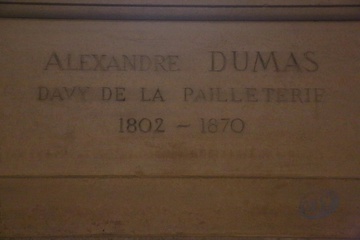 ALEXANDRE DUMAS
DAVY DE LA PAILLETERIE
1802 - 1870